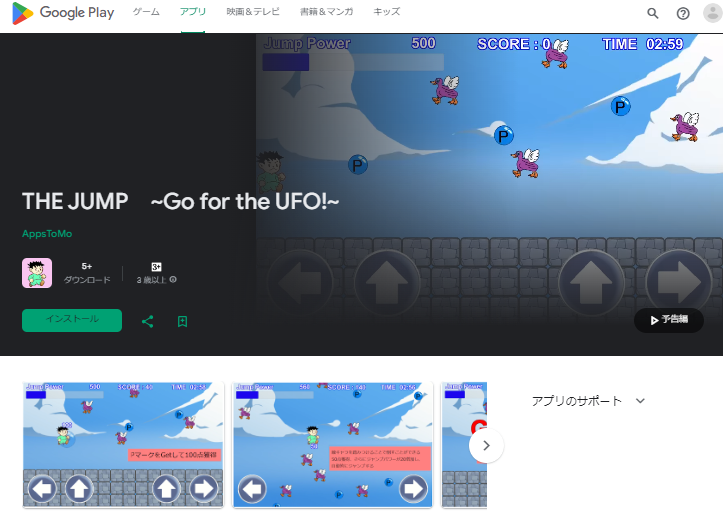 Google Play
ゲーム
アプリ
映画&テレビ
書籍&マンガ
キッズ
Jump Power 500 SCORE : 0 TIME 02:59
P
P
P
THE JUMP ~Go for the UFO!~
AppsToMo
5+
ダウンロード
3+
3 歳以上
インストール
予告編
Jump Power 500 SCORE : 40 TIME 02:58
PマークをGetして100点獲得
Jump Power 560 SCORE : 140 TIME 02:56
Jump Power
アプリのサポート